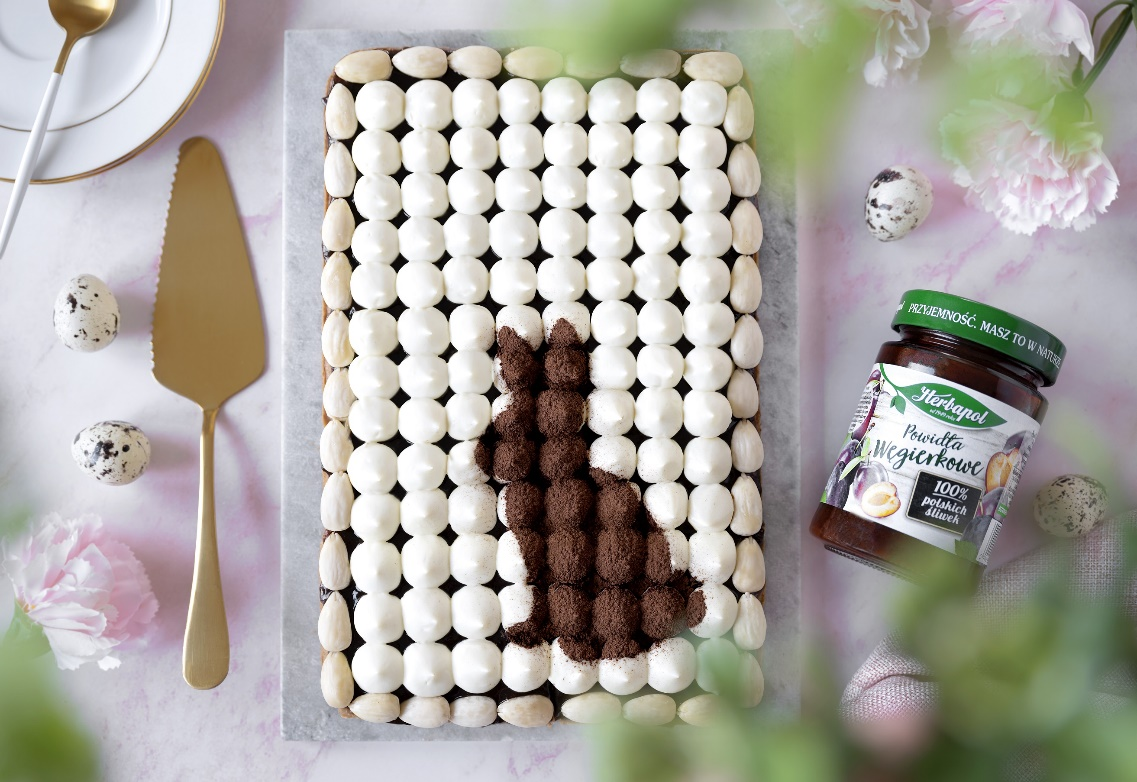 PRZYJEMNOŚĆ. MASZ TO W NATURZE
Herbapol
Powidła
Węgierkowe
100%
polskich
śliwek